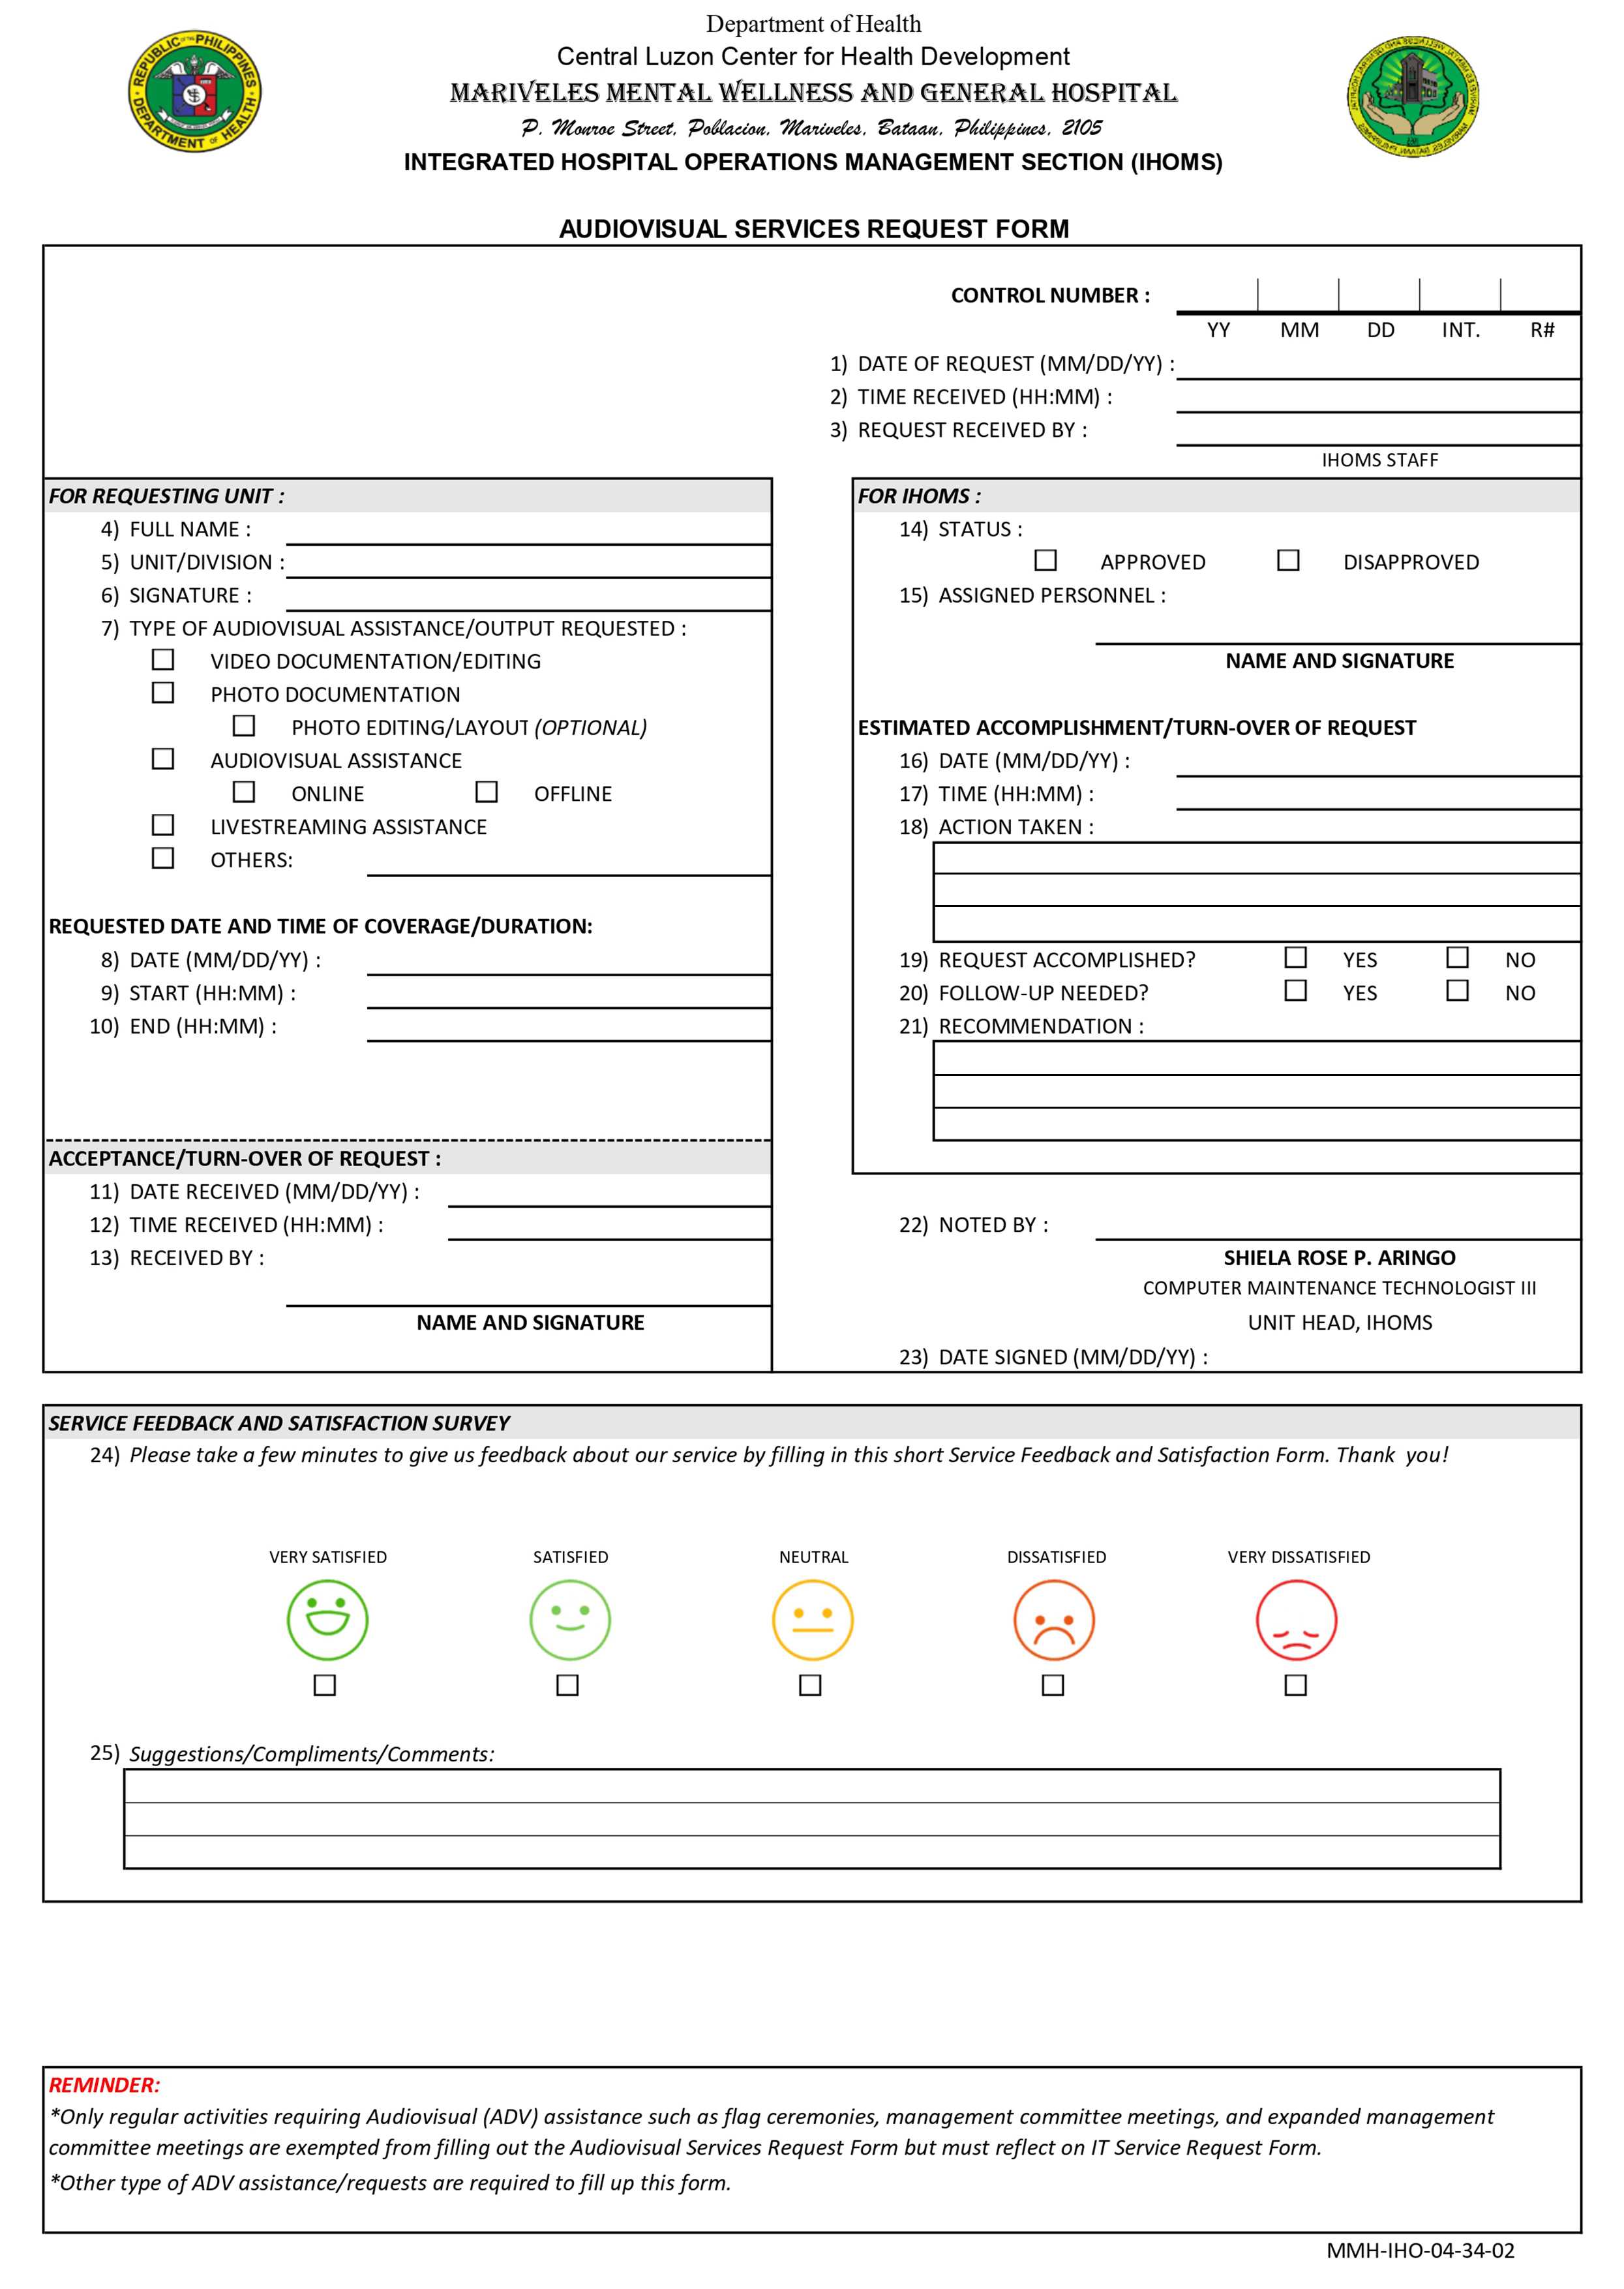 Department of Health
Central Luzon Center for Health Development
MARIVELES MENTAL WELLNESS AND GENERAL HOSPITAL
P. Monroe Street, Poblacion, Mariveles, Bataan, Philippines, 2105
INTEGRATED HOSPITAL OPERATIONS MANAGEMENT SECTION (IHOMS)
REPUBLIC OF THE PHILIPPINES
DEPARTMENT OF HEALTH
AUDIOVISUAL SERVICES REQUEST FORM
CONTROL NUMBER :
YY MM DD INT. R#
1) DATE OF REQUEST (MM/DD/YY) :
2) TIME RECEIVED (HH:MM) :
3) REQUEST RECEIVED BY :
IHOMS STAFF
FOR REQUESTING UNIT :
4) FULL NAME :
5) UNIT/DIVISION :
6) SIGNATURE :
7) TYPE OF AUDIOVISUAL ASSISTANCE/OUTPUT REQUESTED :
☐ VIDEO DOCUMENTATION/EDITING
☐ PHOTO DOCUMENTATION
☐ PHOTO EDITING/LAYOUT (OPTIONAL)
☐ AUDIOVISUAL ASSISTANCE
☐ ONLINE ☐ OFFLINE
☐ LIVESTREAMING ASSISTANCE
☐ OTHERS:
REQUESTED DATE AND TIME OF COVERAGE/DURATION:
8) DATE (MM/DD/YY) :
9) START (HH:MM) :
10) END (HH:MM) :
ACCEPTANCE/TURN-OVER OF REQUEST :
11) DATE RECEIVED (MM/DD/YY) :
12) TIME RECEIVED (HH:MM) :
13) RECEIVED BY :
NAME AND SIGNATURE
FOR IHOMS :
14) STATUS :
☐ APPROVED ☐ DISAPPROVED
15) ASSIGNED PERSONNEL :
NAME AND SIGNATURE
ESTIMATED ACCOMPLISHMENT/TURN-OVER OF REQUEST
16) DATE (MM/DD/YY) :
17) TIME (HH:MM) :
18) ACTION TAKEN :
19) REQUEST ACCOMPLISHED? ☐ YES ☐ NO
20) FOLLOW-UP NEEDED? ☐ YES ☐ NO
21) RECOMMENDATION :
22) NOTED BY :
SHIELA ROSE P. ARINGO
COMPUTER MAINTENANCE TECHNOLOGIST III
UNIT HEAD, IHOMS
23) DATE SIGNED (MM/DD/YY) :
SERVICE FEEDBACK AND SATISFACTION SURVEY
24) Please take a few minutes to give us feedback about our service by filling in this short Service Feedback and Satisfaction Form. Thank you!
VERY SATISFIED SATISFIED NEUTRAL DISSATISFIED VERY DISSATISFIED
☐ ☐ ☐ ☐ ☐
25) Suggestions/Compliments/Comments:
REMINDER:
*Only regular activities requiring Audiovisual (ADV) assistance such as flag ceremonies, management committee meetings, and expanded management
committee meetings are exempted from filling out the Audiovisual Services Request Form but must reflect on IT Service Request Form.
*Other type of ADV assistance/requests are required to fill up this form.
MMH-IHO-04-34-02